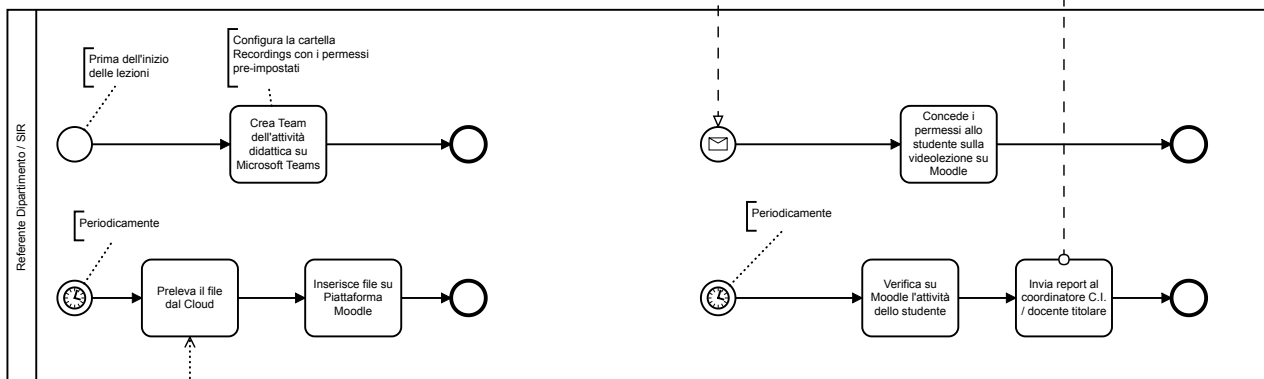 Referente Dipartimento / SIR
Prima dell'inizio
delle lezioni
Configura la cartella
Recordings con i permessi
pre-impostati
Crea Team
dell'attività
didattica su
Microsoft Teams
Concede i
permessi allo
studente sulla
videolezione su
Moodle
Periodicamente
Preleva il file
dal Cloud
Inserisce file su
Piattaforma
Moodle
Periodicamente
Verifica su
Moodle l'attività
dello studente
Invia report al
coordinatore C.I.
/ docente titolare